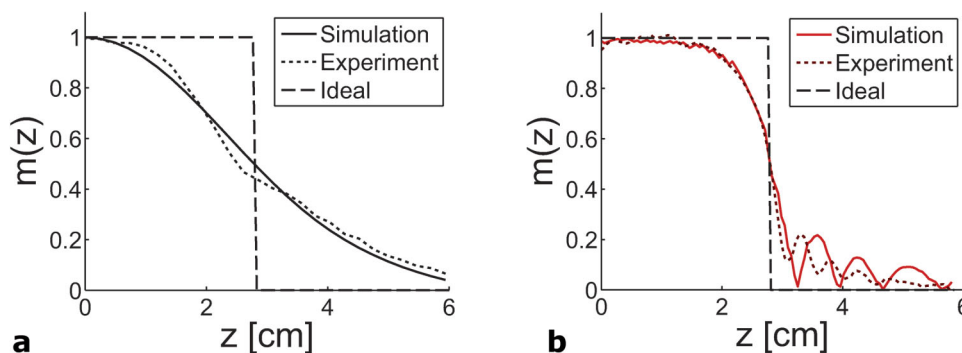 1
0.8
0.6
0.4
0.2
0
m(z)
0 2 4 6
z [cm]
Simulation
Experiment
Ideal
a
1
0.8
0.6
0.4
0.2
0
m(z)
0 2 4 6
z [cm]
Simulation
Experiment
Ideal
b